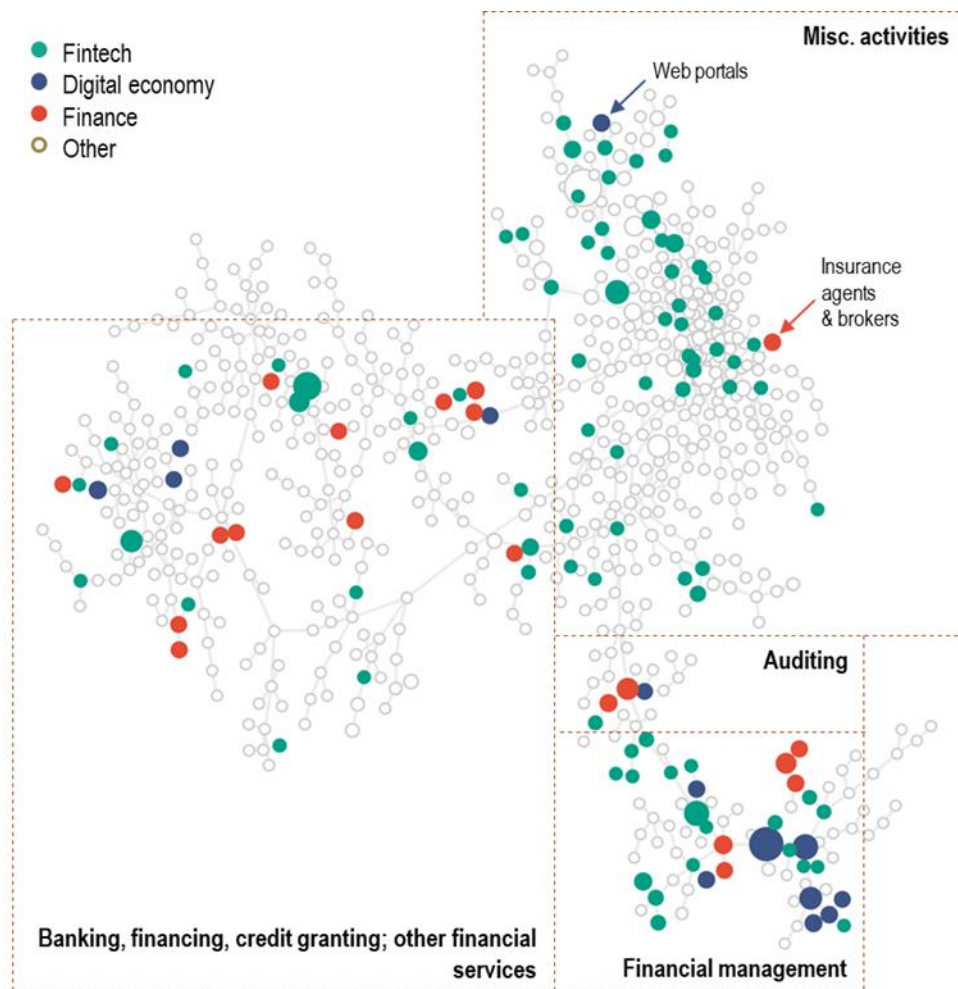 Misc. activities
Fintech
Digital economy
Finance
Other
Web portals
Insurance
agents
& brokers
Auditing
Banking, financing, credit granting; other financial
services
Financial management